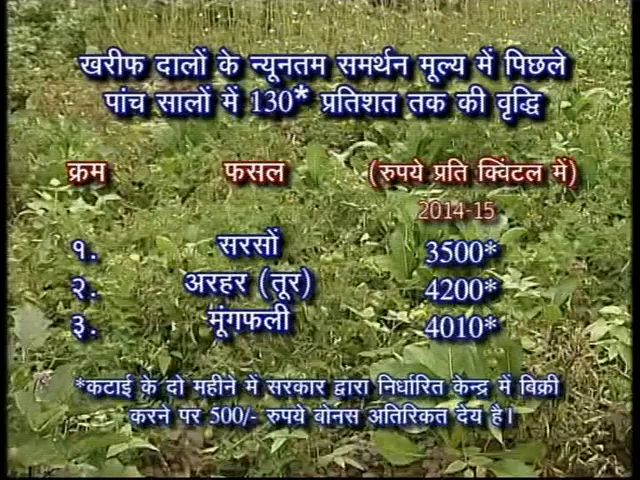 खरीफ दालों के न्यूनतम समर्थन मूल्य में पिछले
पांच सालों में 130* प्रतिशत तक की वृद्धि
क्रम फसल (रुपये प्रति क्विंटल में)
2014-15
१. सरसों 3500*
२. अरहर (तूर) 4200*
३. मूंगफली 4010*
*कटाई के दो महीने में सरकार द्वारा निर्धारित केन्द्र में बिक्री
करने पर 500/- रुपये बोनस अतिरिकत देय है।